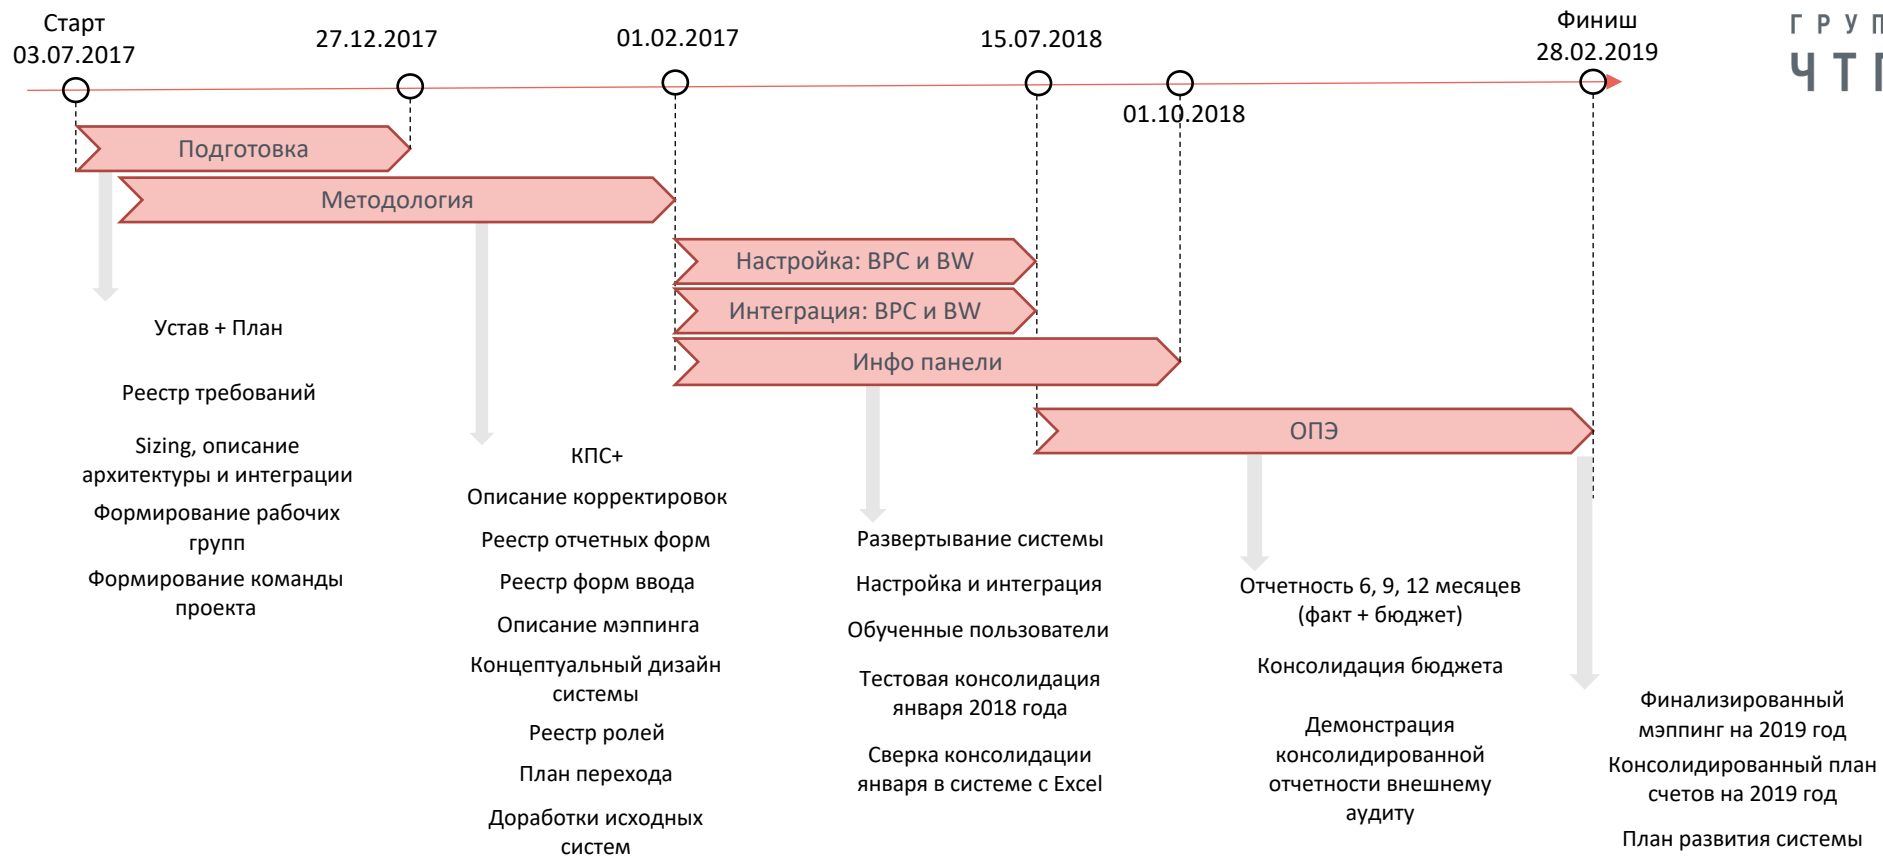 Старт
03.07.2017
27.12.2017
01.02.2017
15.07.2018
01.10.2018
Финиш
28.02.2019
Подготовка
Методология
Настройка: BPC и BW
Интеграция: BPC и BW
Инфо панели
ОПЭ
Устав + План
Реестр требований
Sizing, описание
архитектуры и интеграции
Формирование рабочих
групп
Формирование команды
проекта
КПС+
Описание корректировок
Реестр отчетных форм
Реестр форм ввода
Описание мэппинга
Концептуальный дизайн
системы
Реестр ролей
План перехода
Доработки исходных
систем
Развертывание системы
Настройка и интеграция
Обученные пользователи
Тестовая консолидация
января 2018 года
Сверка консолидации
января в системе с Excel
Отчетность 6, 9, 12 месяцев
(факт + бюджет)
Консолидация бюджета
Демонстрация
консолидированной
отчетности внешнему
аудиту
Финализированный
мэппинг на 2019 год
Консолидированный план
счетов на 2019 год
План развития системы